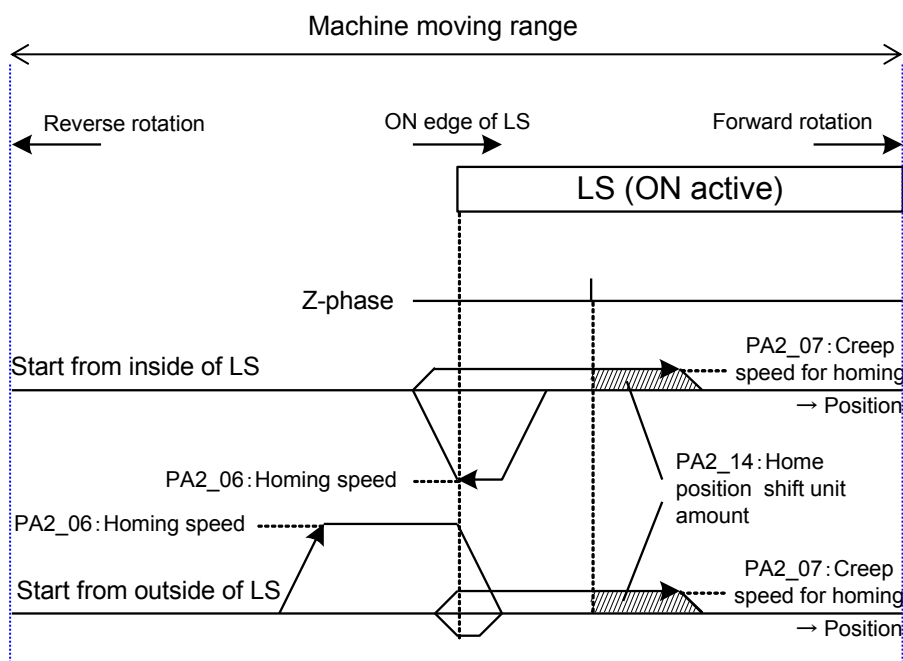 Machine moving range
Reverse rotation
ON edge of LS
Forward rotation
LS (ON active)
Z-phase
Start from inside of LS
PA2_07:Creep
speed for homing
→ Position
PA2_06:Homing speed
PA2_14:Home
position shift unit
amount
PA2_06:Homing speed
Start from outside of LS
PA2_07:Creep
speed for homing
→ Position